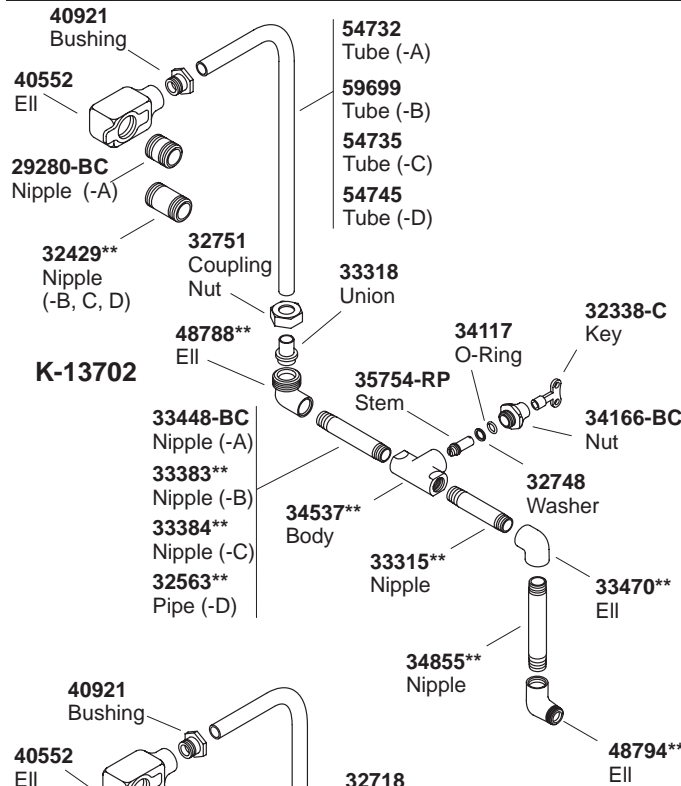 40921
Bushing
40552
Ell
29280-BC
Nipple (-A)
32429**
Nipple
(-B, C, D)
54732
Tube (-A)
59699
Tube (-B)
54735
Tube (-C)
54745
Tube (-D)
32751
Coupling
Nut
33318
Union
48788**
Ell
K-13702
33448-BC
Nipple (-A)
33383**
Nipple (-B)
33384**
Nipple (-C)
32563**
Pipe (-D)
35754-RP
Stem
34117
O-Ring
32338-C
Key
34166-BC
Nut
32748
Washer
34537**
Body
33315**
Nipple
33470**
Ell
34855**
Nipple
48794**
Ell
40921
Bushing
40552
Ell
32718